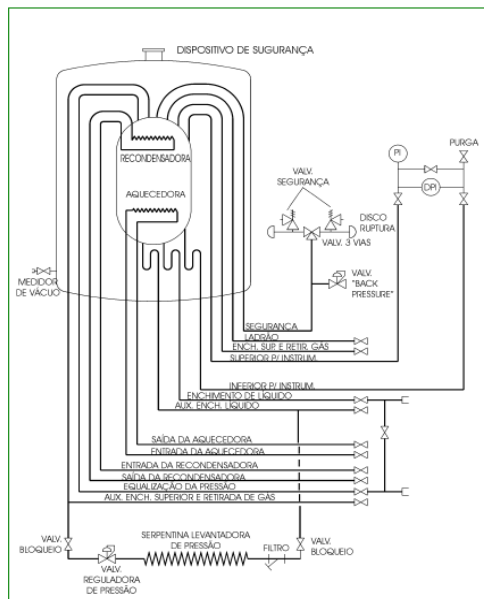 DISPOSITIVO DE SUGURANÇA
RECONDENSADORA
AQUECEDORA
MEDIDOR
DE VÁCUO
VALV.
SEGURANÇA
DISCO
RUPTURA
VALV. 3 VIAS
VALV.
"BACK
PRESSURE"
PI
PURGA
DPI
SEGURANÇA
LADRÃO
ENCH. SUP. E RETIR. GÁS
SUPERIOR P/ INSTRUM.
INFERIOR P/ INSTRUM.
ENCHIMENTO DE LÍQUIDO
AUX. ENCH. LÍQUIDO
SAÍDA DA AQUECEDORA
ENTRADA DA AQUECEDORA
ENTRADA DA RECONDENSADORA
SAÍDA DA RECONDENSADORA
EQUALIZAÇÃO DA PRESSÃO
AUX. ENCH. SUPERIOR E RETIRADA DE GÁS
VALV.
BLOQUEIO
VALV.
REGULADORA
DE PRESSÃO
SERPENTINA LEVANTADORA
DE PRESSÃO
FILTRO
VALV.
BLOQUEIO